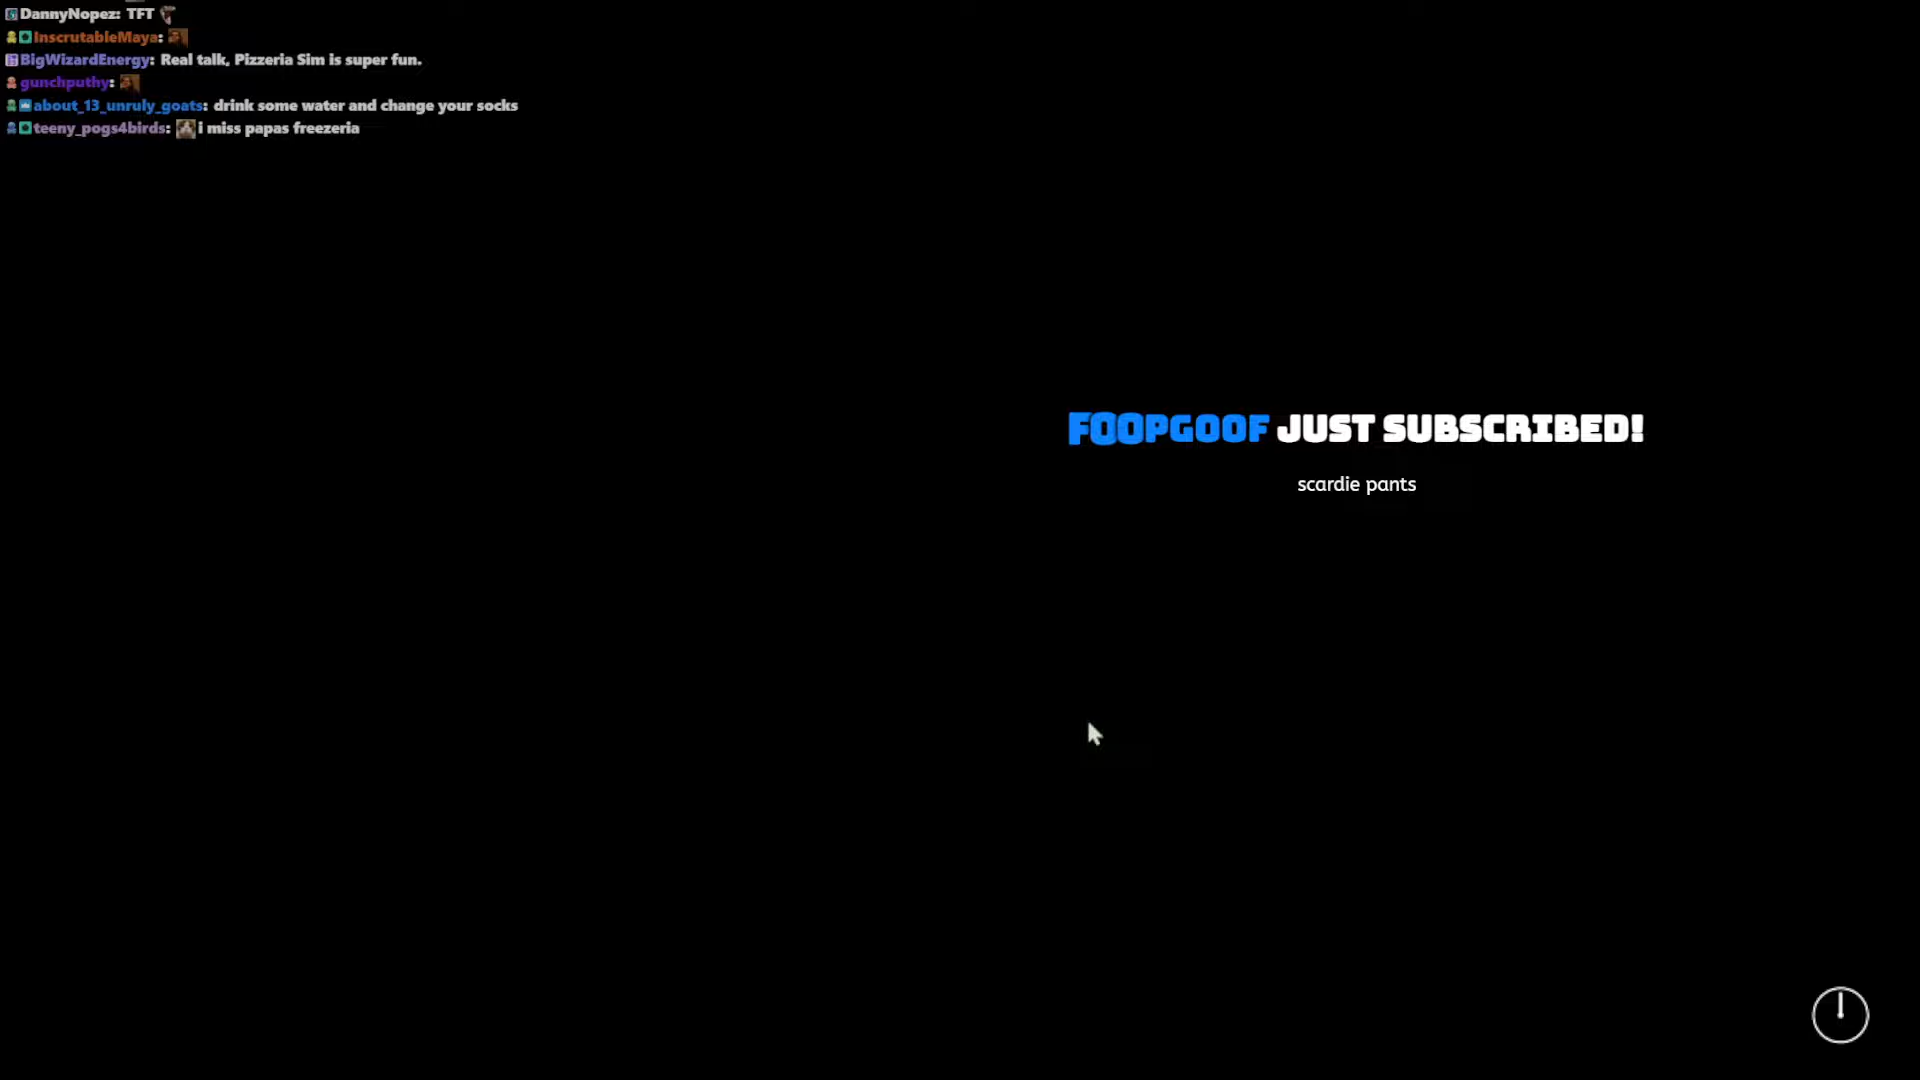 DannyNopez: TFT
InscrutableMaya:
BigWizardEnergy: Real talk, Pizzeria Sim is super fun.
gunchputhy:
about_13_unruly_goats: drink some water and change your socks
teeny_pogs4birds: i miss papas freezeria
FOOPGOOF JUST SUBSCRIBED!
scardie pants